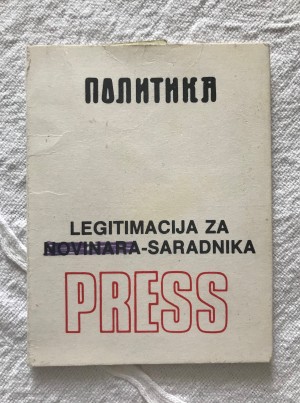 ПОЛИТИКА
LEGITIMACIJA ZA
NOVINARA-SARADNIKA
PRESS